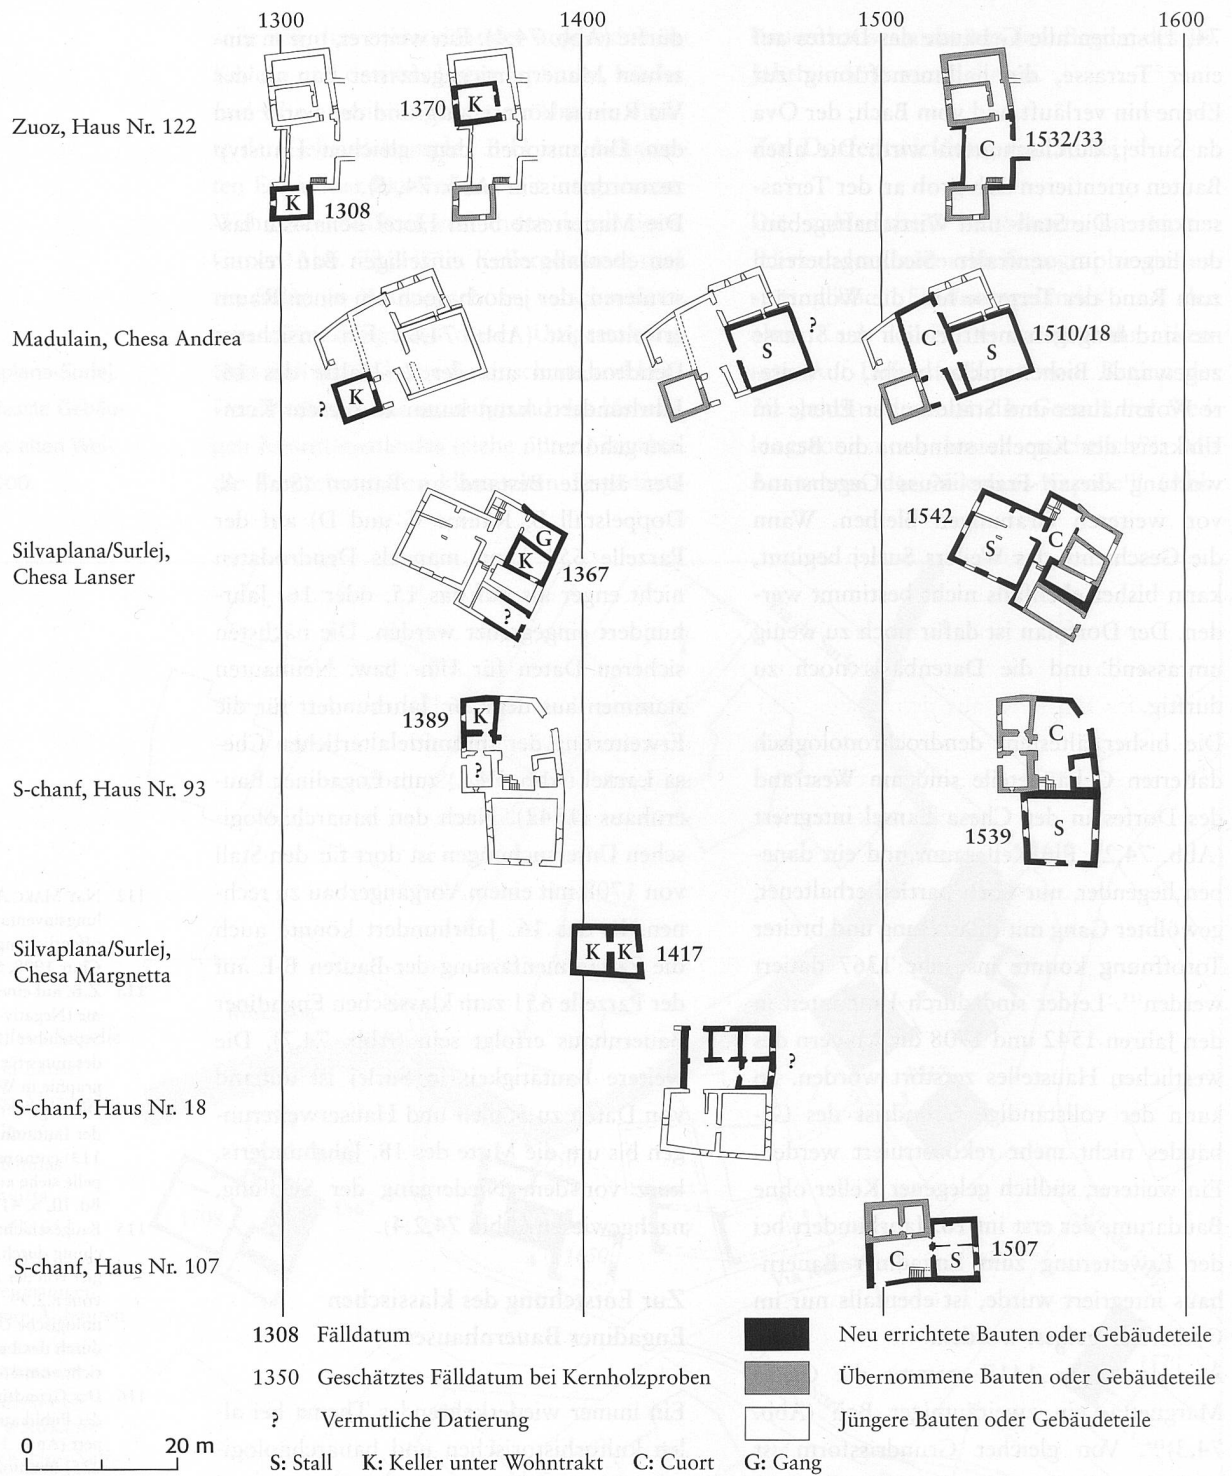 1300 1400 1500 1600
Zuoz, Haus Nr. 122
K 1308
1370 K
C 1532/33
Madulain, Chesa Andrea
? K
S ?
C S 1510/18
Silvaplana/Surlej,
Chesa Lanser
G K 1367 ?
1542 S C
S-chanf, Haus Nr. 93
1389 K ?
C 1539 S
Silvaplana/Surlej,
Chesa Margnetta
K K 1417
S-chanf, Haus Nr. 18
?
S-chanf, Haus Nr. 107
C S 1507
1308 Fälldatum
1350 Geschätztes Fälldatum bei Kernholzproben
? Vermutliche Datierung
Neu errichtete Bauten oder Gebäudeteile
Übernommene Bauten oder Gebäudeteile
Jüngere Bauten oder Gebäudeteile
0 20 m
S: Stall K: Keller unter Wohntrakt C: Cuort G: Gang